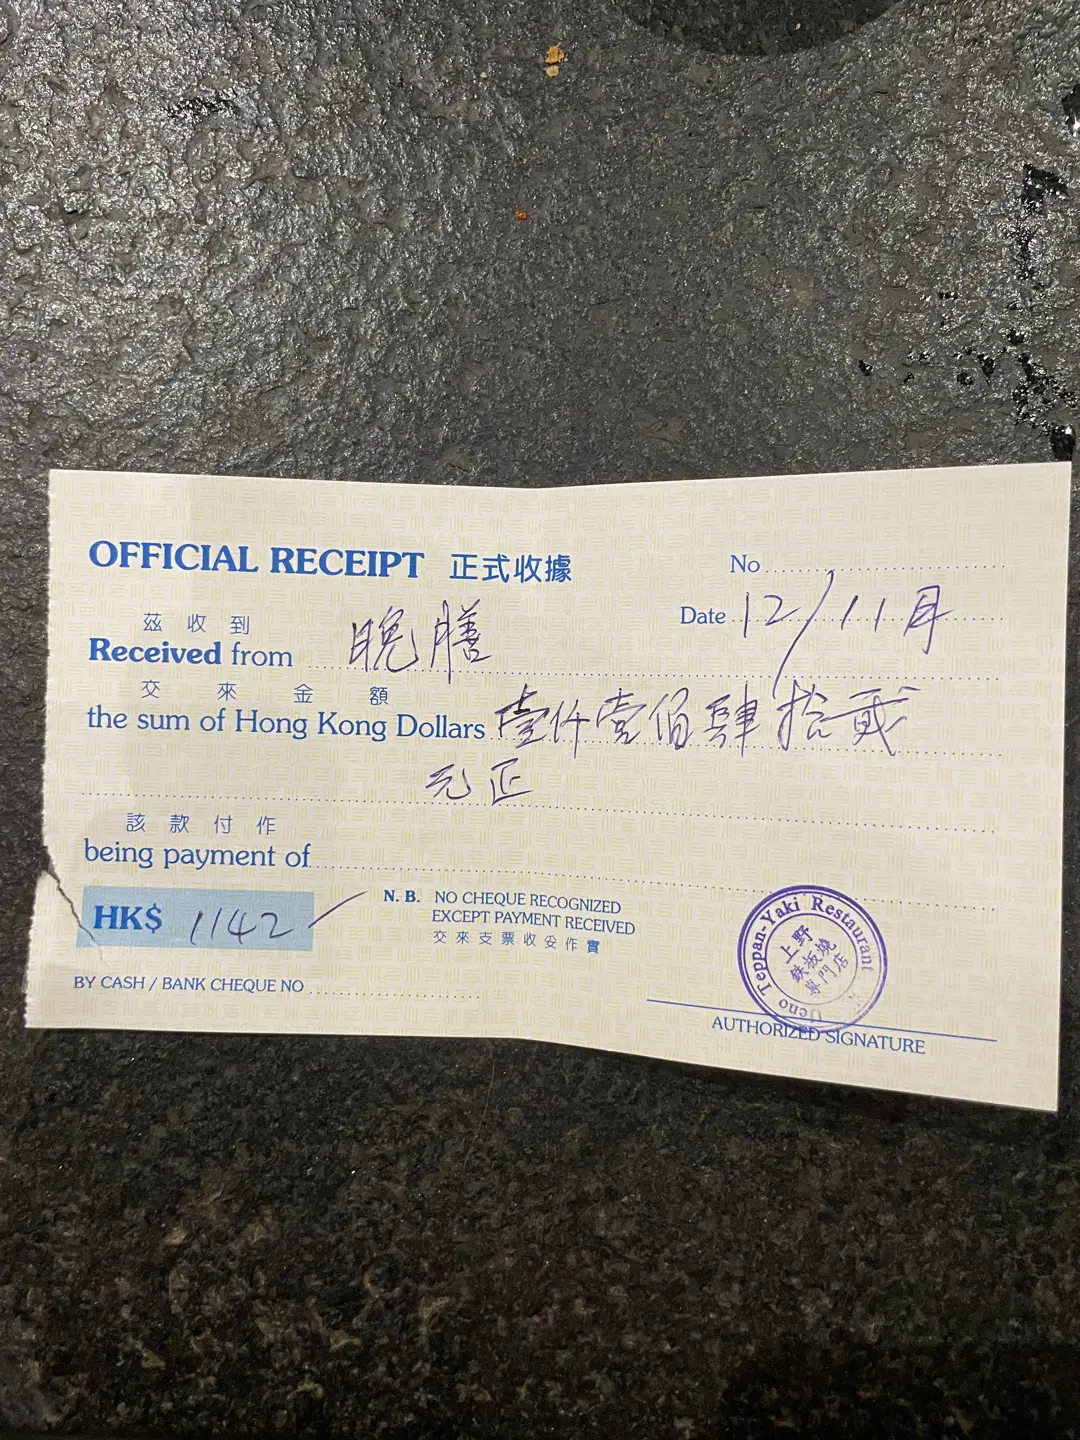 OFFICIAL RECEIPT 正式收據
No
Date 12/11月
茲收到
Received from 晚膳
交來金額
the sum of Hong Kong Dollars 壹仟壹佰肆拾貳
元正
該款付作
being payment of
HK$ 1142
N. B. NO CHEQUE RECOGNIZED
EXCEPT PAYMENT RECEIVED
交來支票收妥作實
BY CASH / BANK CHEQUE NO
Ueno Teppan-Yaki Restaurant
上野
鉄板燒
專門店
AUTHORIZED SIGNATURE